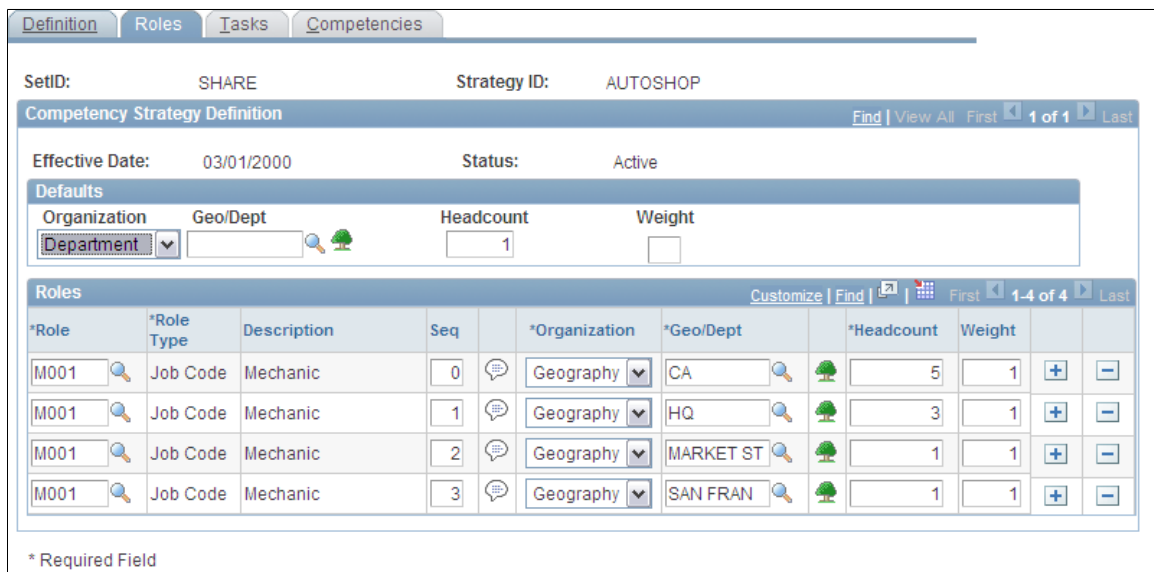 Definition Roles Tasks Competencies
SetID: SHARE Strategy ID: AUTOSHOP
Competency Strategy Definition Find | View All First 1 of 1 Last
Effective Date: 03/01/2000 Status: Active
Defaults
Organization Geo/Dept Headcount Weight
Department 1
Roles Customize | Find | | First 1-4 of 4 Last
*Role *Role Type Description Seq *Organization *Geo/Dept *Headcount Weight
M001 Job Code Mechanic 0 Geography CA 5 1
M001 Job Code Mechanic 1 Geography HQ 3 1
M001 Job Code Mechanic 2 Geography MARKET ST 1 1
M001 Job Code Mechanic 3 Geography SAN FRAN 1 1
* Required Field